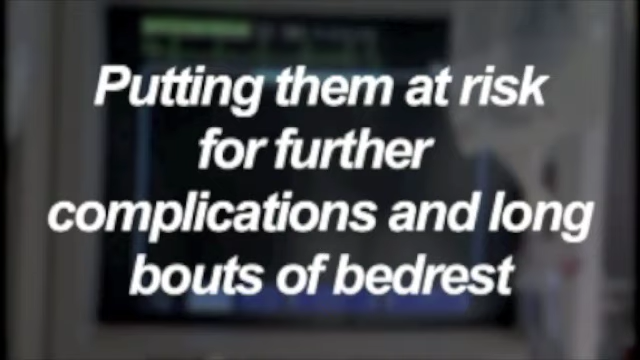 Putting them at risk
for further
complications and long
bouts of bedrest